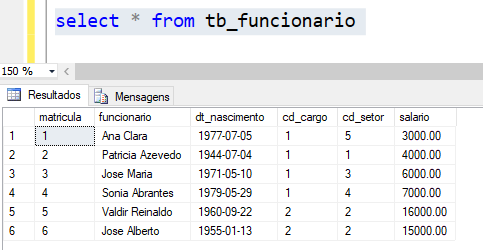 select * from tb_funcionario
150 %
Resultados Mensagens
matricula funcionario dt_nascimento cd_cargo cd_setor salario
1 1 Ana Clara 1977-07-05 1 5 3000.00
2 2 Patricia Azevedo 1944-07-04 1 1 4000.00
3 3 Jose Maria 1971-05-10 1 3 6000.00
4 4 Sonia Abrantes 1979-05-29 1 4 7000.00
5 5 Valdir Reinaldo 1960-09-22 2 2 16000.00
6 6 Jose Alberto 1955-01-13 2 2 15000.00